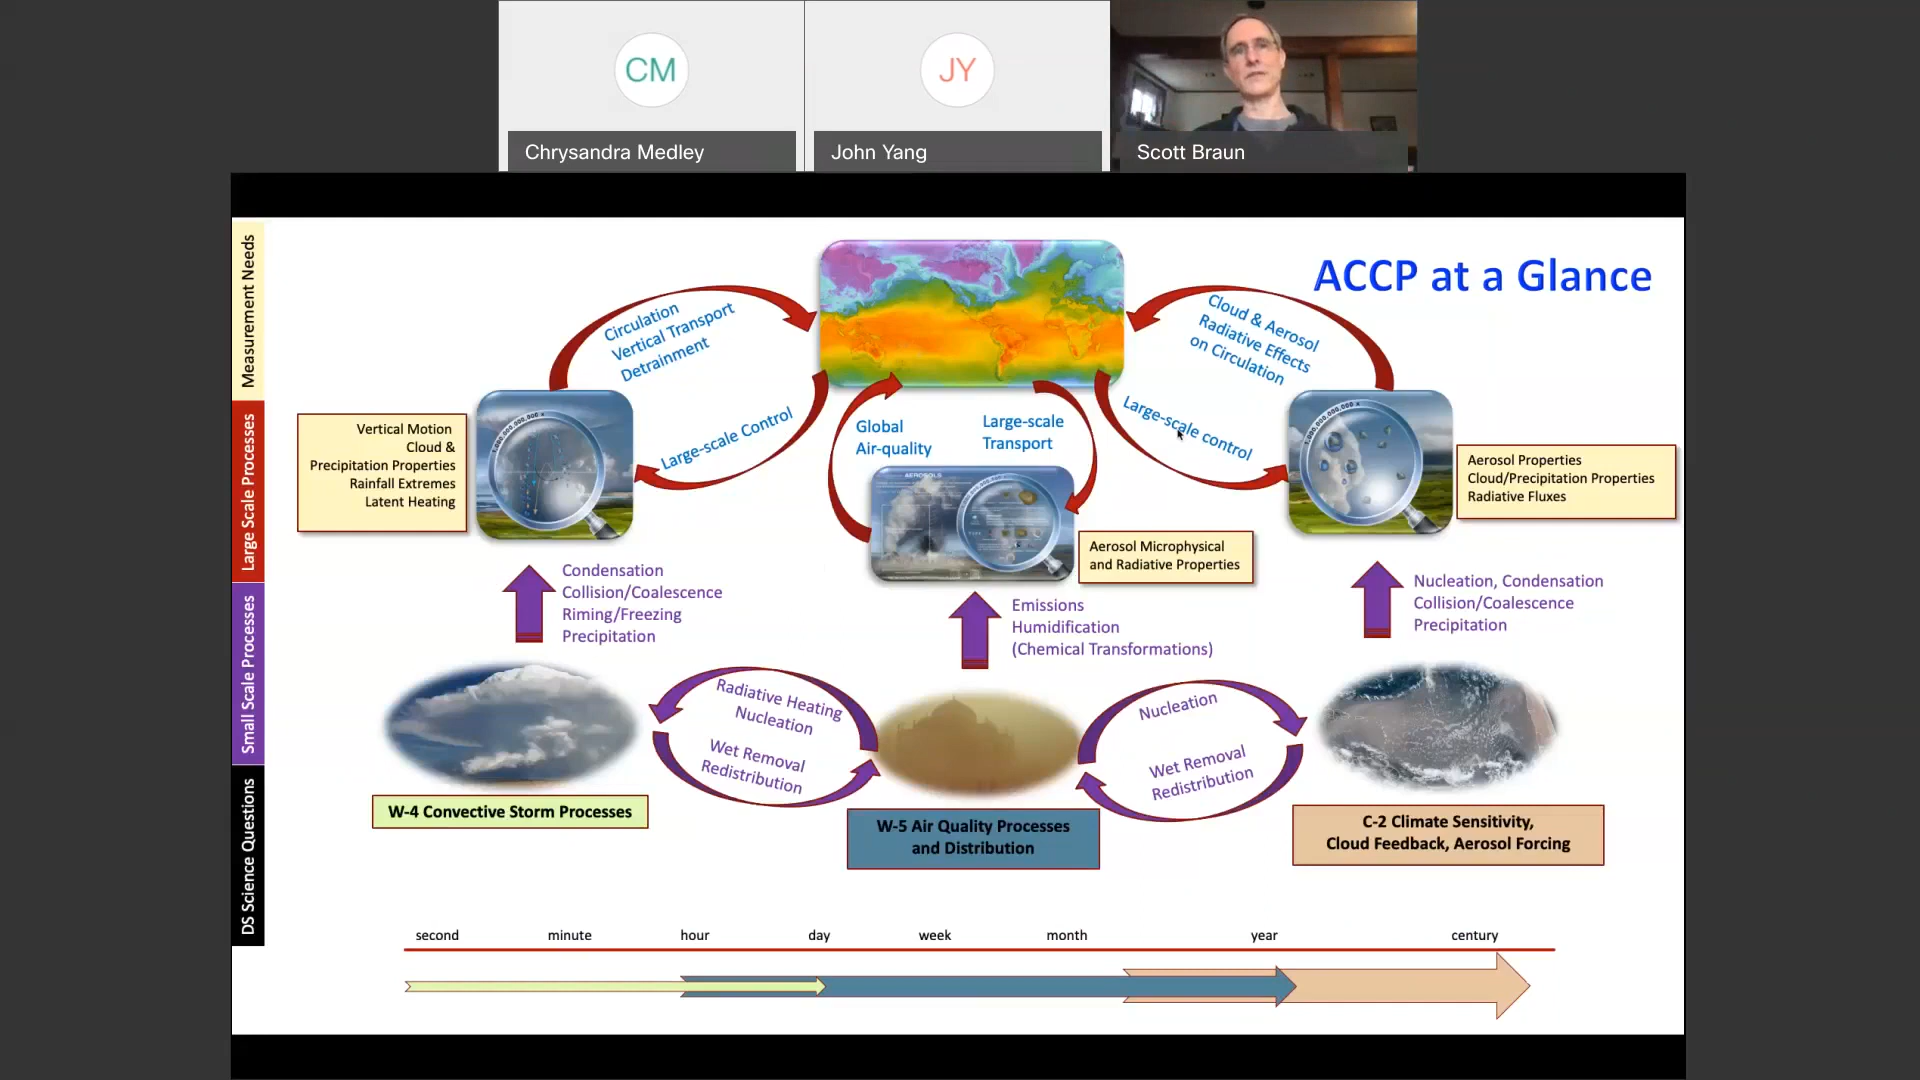 CM
JY
Chrysandra Medley
John Yang
Scott Braun
Measurement Needs
Large Scale Processes
Small Scale Processes
DS Science Questions
ACCP at a Glance
Circulation
Vertical Transport
Detrainment
Large-scale Control
Cloud & Aerosol
Radiative Effects
on Circulation
Large-scale control
Global
Air-quality
Large-scale
Transport
Vertical Motion
Cloud &
Precipitation Properties
Rainfall Extremes
Latent Heating
AEROSOLS
Aerosol Microphysical
and Radiative Properties
Aerosol Properties
Cloud/Precipitation Properties
Radiative Fluxes
Condensation
Collision/Coalescence
Riming/Freezing
Precipitation
Emissions
Humidification
(Chemical Transformations)
Nucleation, Condensation
Collision/Coalescence
Precipitation
Radiative Heating
Nucleation
Wet Removal
Redistribution
Nucleation
Wet Removal
Redistribution
W-4 Convective Storm Processes
W-5 Air Quality Processes
and Distribution
C-2 Climate Sensitivity,
Cloud Feedback, Aerosol Forcing
second minute hour day week month year century